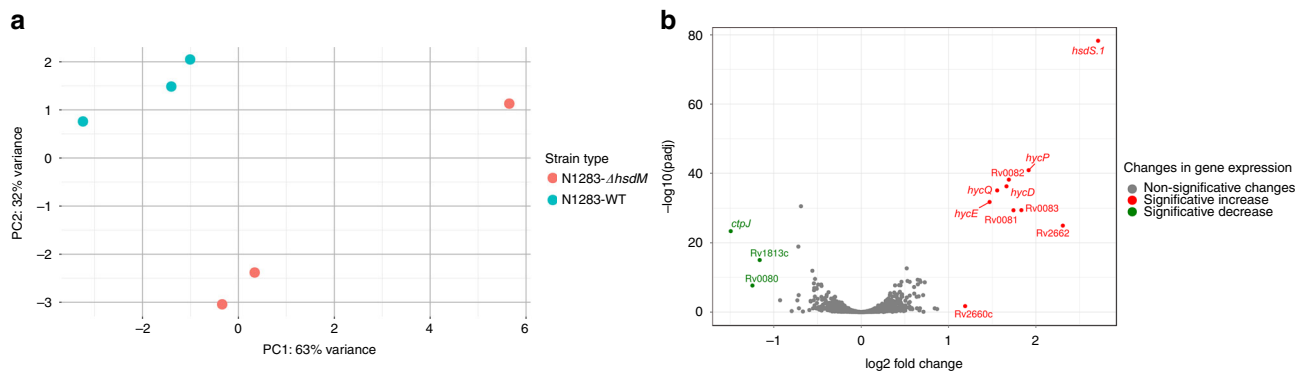 a
2
1
0
−1
−2
−3
PC2: 32% variance
−2
0
2
4
6
PC1: 63% variance
Strain type
N1283-ΔhsdM
N1283-WT
b
80
60
40
20
0
−log10(padj)
hsdS.1
hycP
Rv0082
hycQ
hycD
hycE
Rv0081
Rv0083
Rv2662
ctpJ
Rv1813c
Rv0080
Rv2660c
−1
0
1
2
log2 fold change
Changes in gene expression
Non-significative changes
Significative increase
Significative decrease